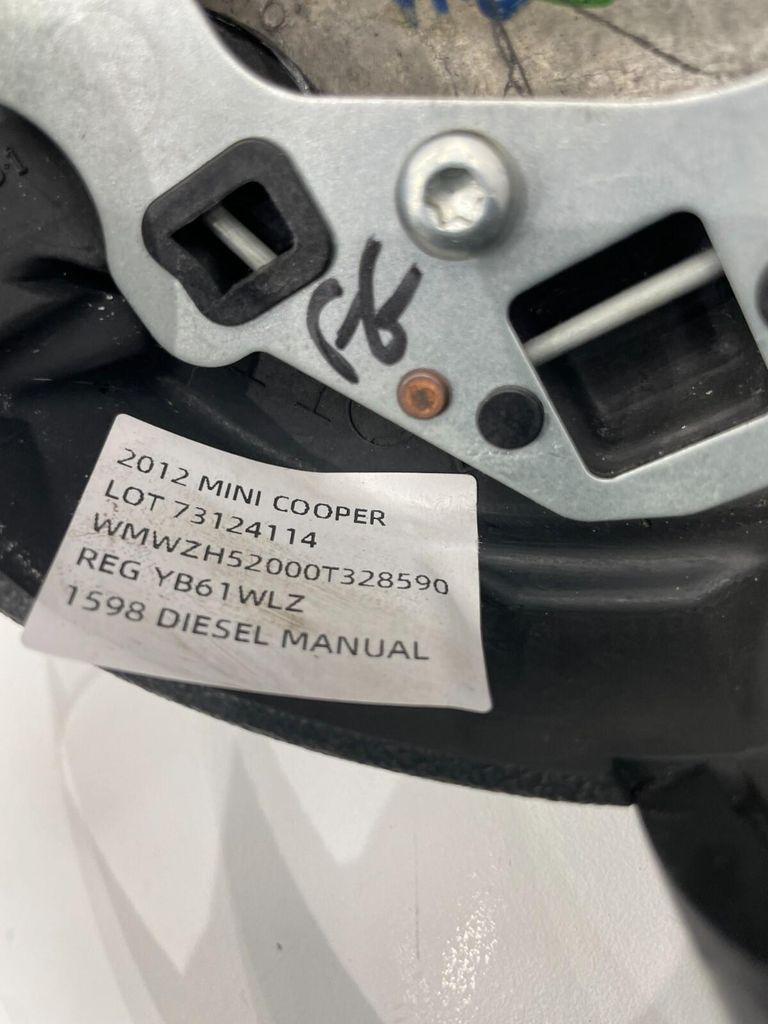 2012 MINI COOPER
LOT 73124114
WMWZH52000T328590
REG YB61WLZ
1598 DIESEL MANUAL